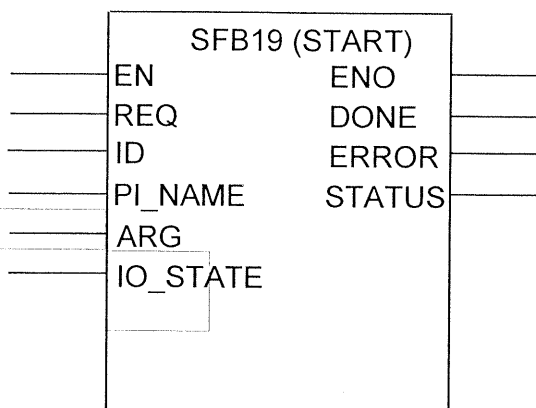 SFB19 (START)
EN ENO
REQ DONE
ID ERROR
PI_NAME STATUS
ARG
IO_STATE